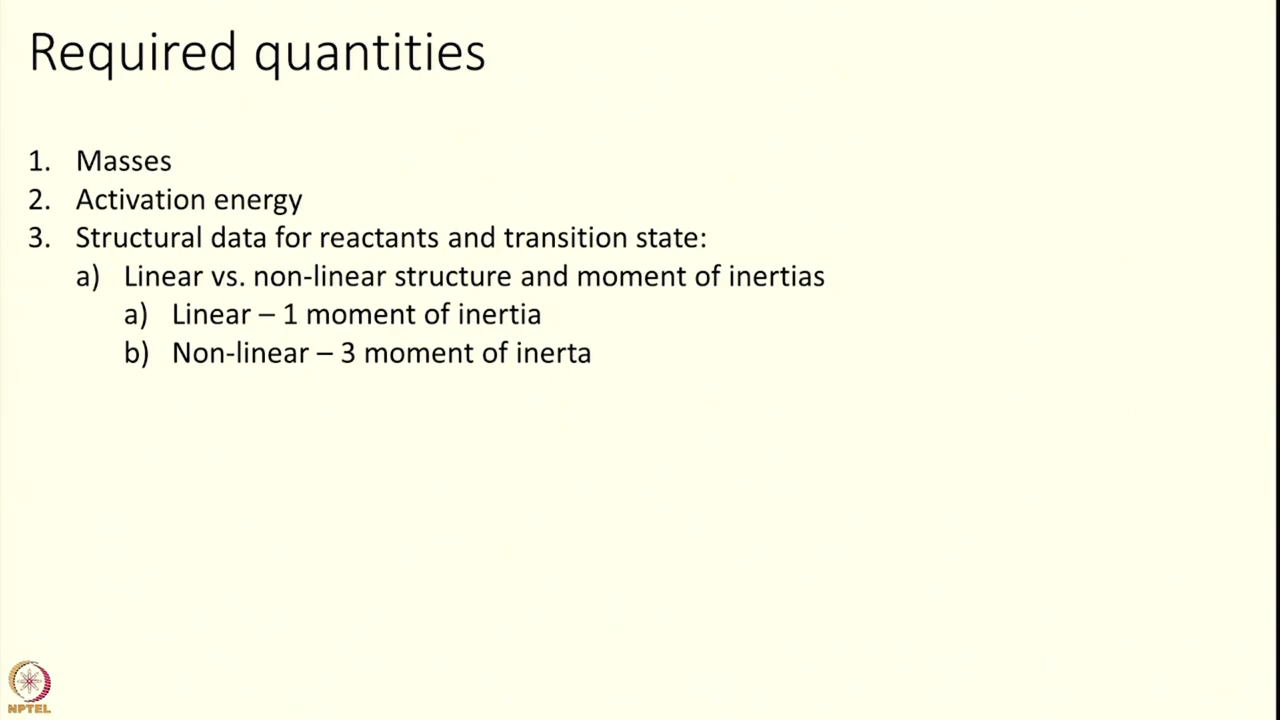 Required quantities
1. Masses
2. Activation energy
3. Structural data for reactants and transition state:
a) Linear vs. non-linear structure and moment of inertias
a) Linear – 1 moment of inertia
b) Non-linear – 3 moment of inerta
NPTEL